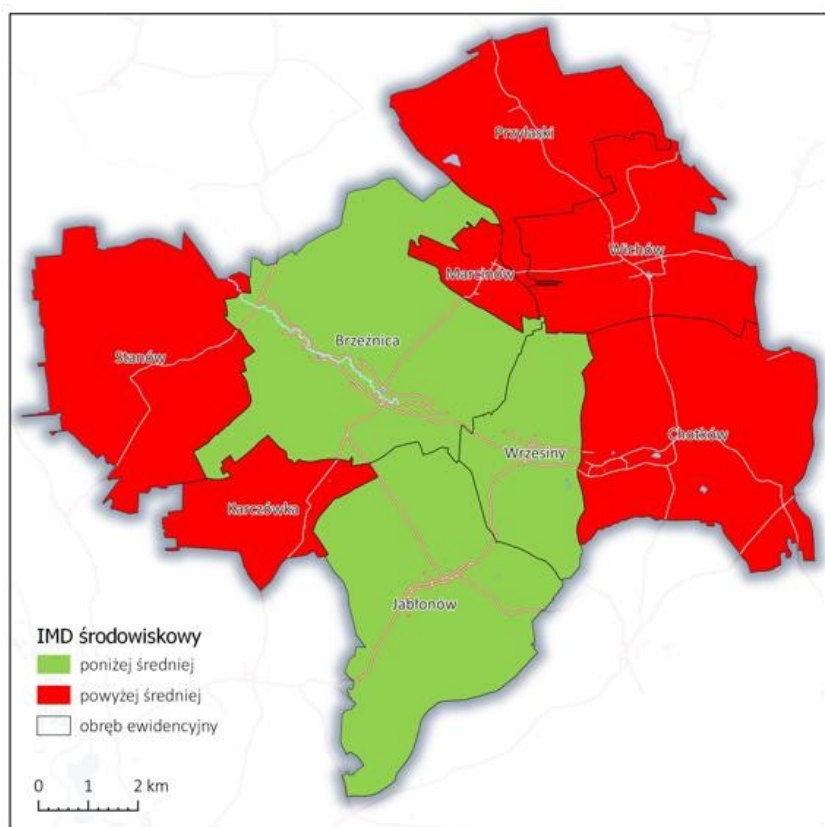 Przylaski
Wichów
Marcinów
Brzeźnica
Stanów
Chotków
Wrzesiny
Karczówka
Jabłonów
IMD środowiskowy
poniżej średniej
powyżej średniej
obręb ewidencyjny
0 1 2 km